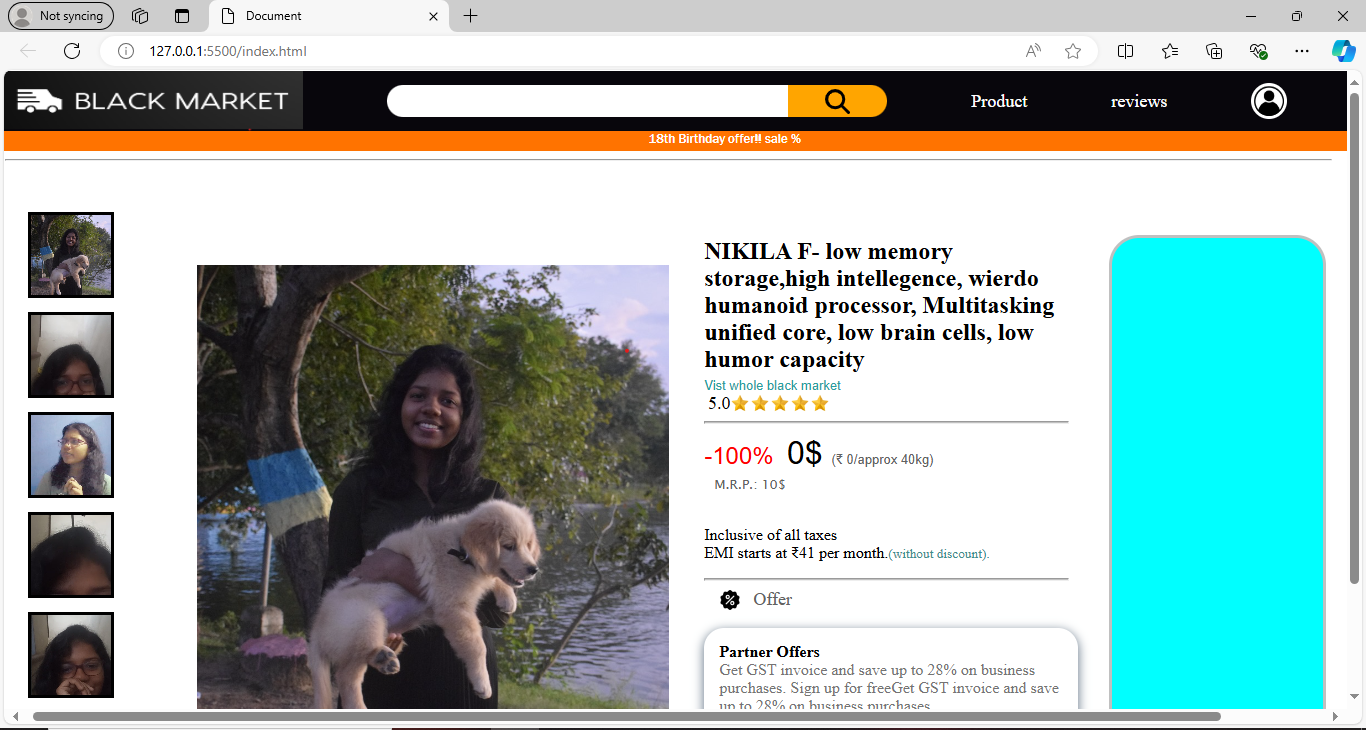 Not syncing
Document
127.0.0.1:5500/index.html
BLACK MARKET
Product
reviews
18th Birthday offer!! sale %
NIKILA F- low memory
storage,high intellegence, wierdo
humanoid processor, Multitasking
unified core, low brain cells, low
humor capacity
Vist whole black market
5.0
-100% 0$ (₹ 0/approx 40kg)
M.R.P.: 10$
Inclusive of all taxes
EMI starts at ₹41 per month.(without discount).
Offer
Partner Offers
Get GST invoice and save up to 28% on business
purchases. Sign up for freeGet GST invoice and save
up to 28% on business purchases.